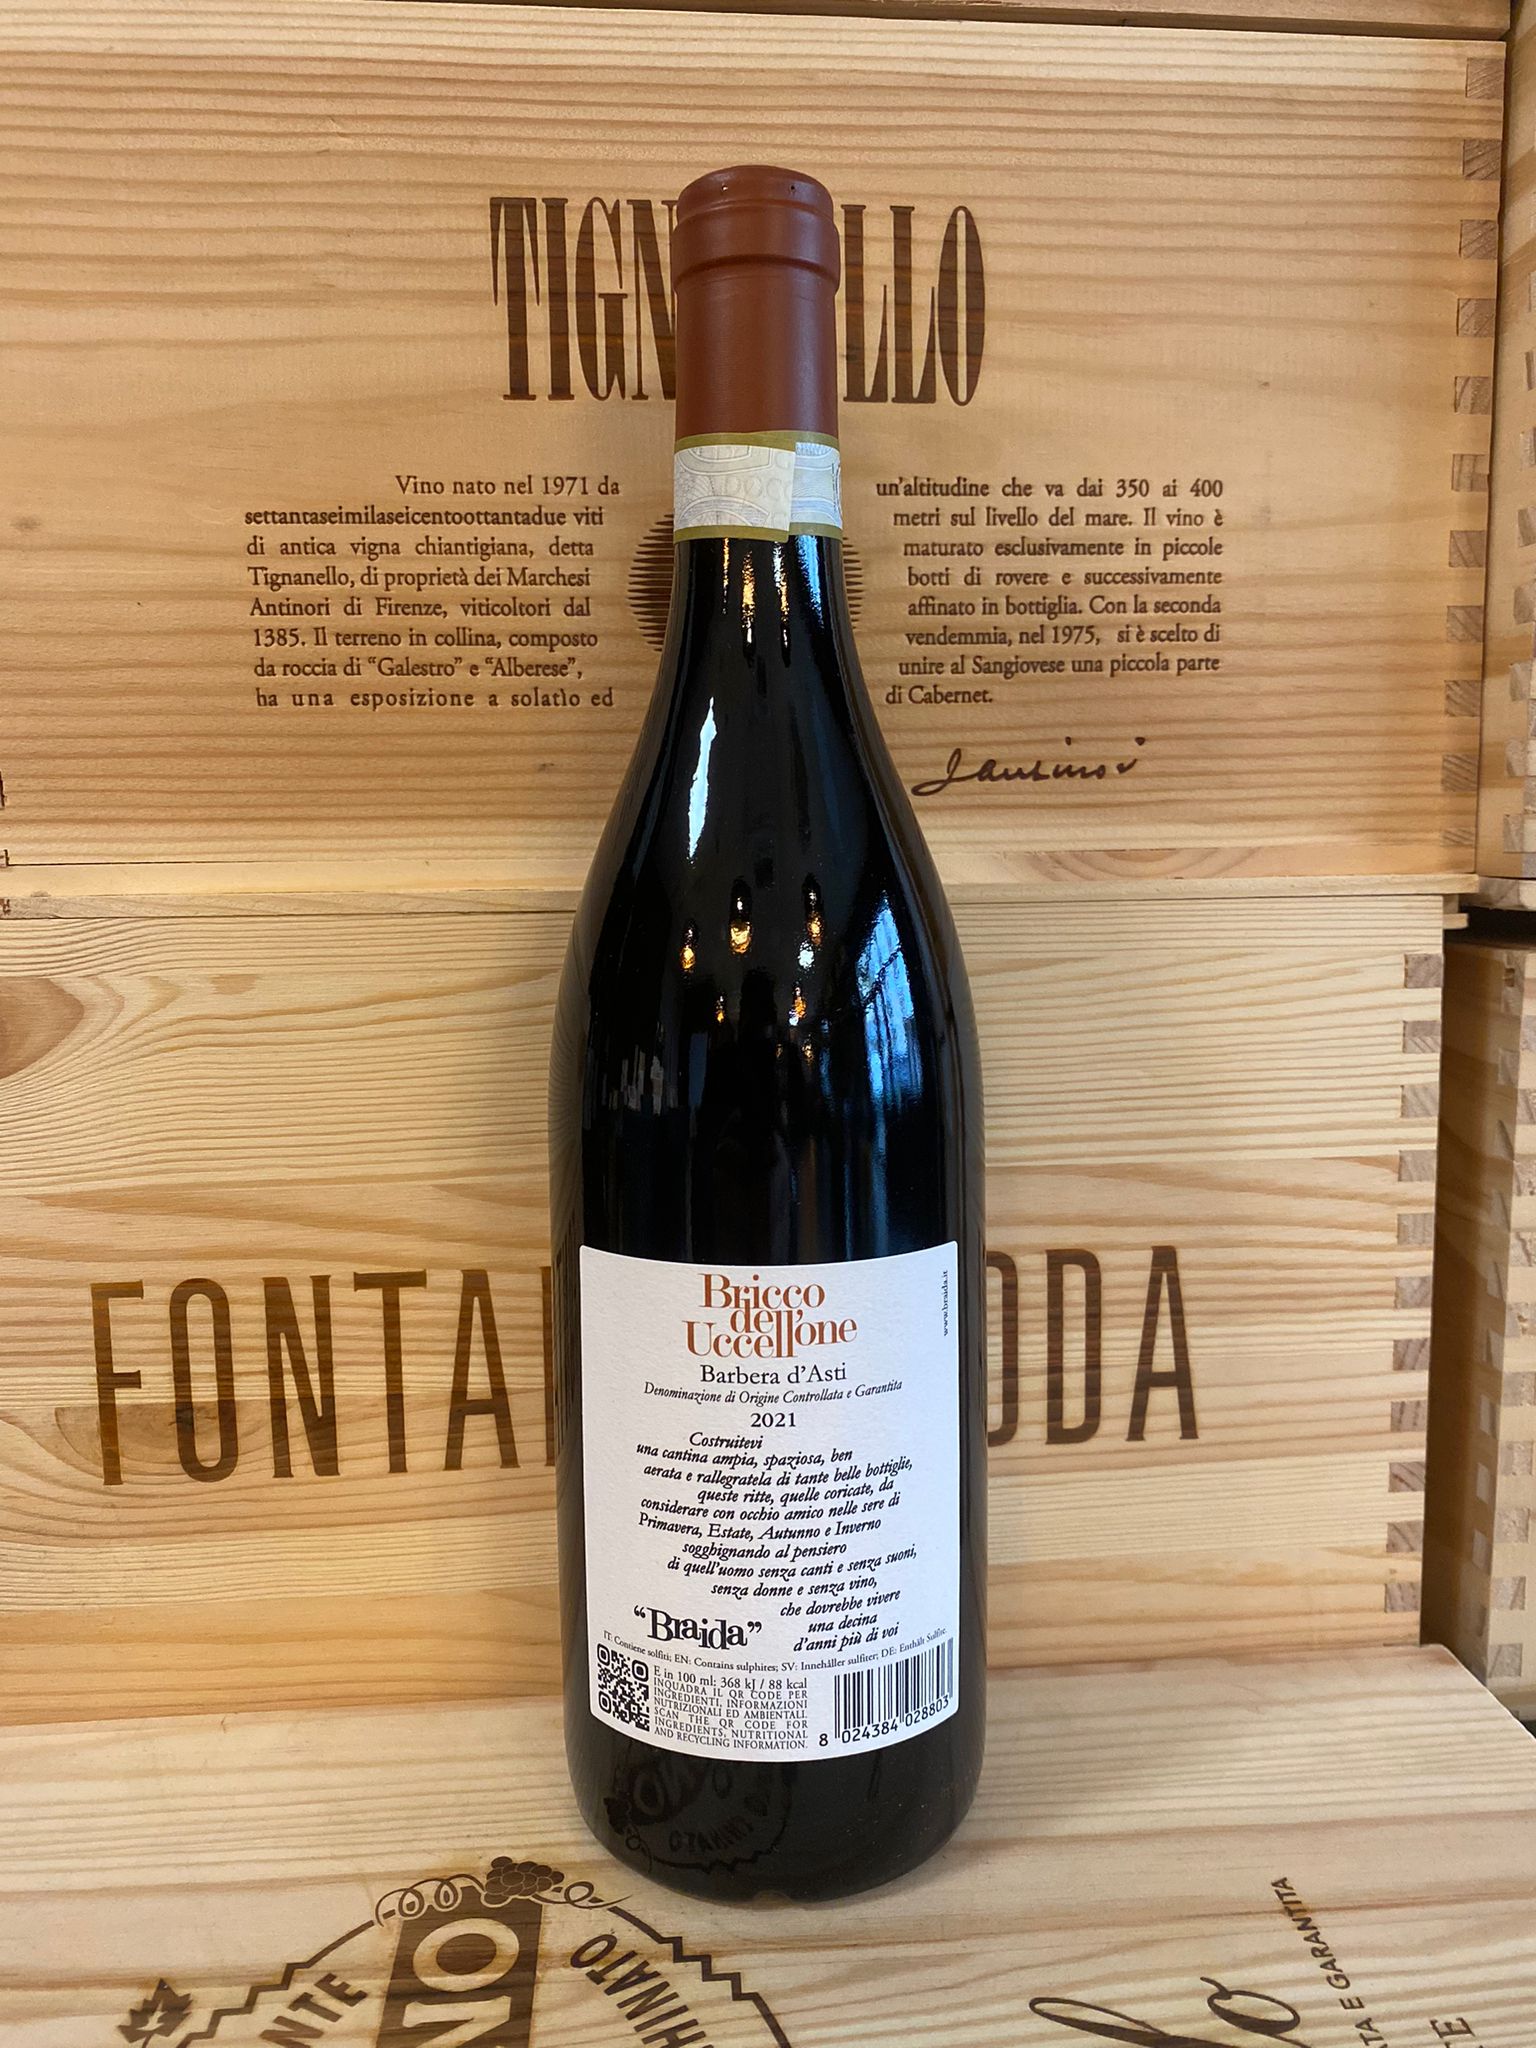 TIGN LLO
Vino nato nel 1971 da
settantaseimilaseicentoottantadue viti
di antica vigna chiantigiana, detta
Tignanello, di proprietà dei Marchesi
Antinori di Firenze, viticoltori dal
1385. Il terreno in collina, composto
da roccia di “Galestro” e “Alberese”,
ha una esposizione a solatìo ed
un'altitudine che va dai 350 ai 400
metri sul livello del mare. Il vino è
maturato esclusivamente in piccole
botti di rovere e successivamente
affinato in bottiglia. Con la seconda
vendemmia, nel 1975, si è scelto di
unire al Sangiovese una piccola parte
di Cabernet.
FONTA ODA
Bricco
dell'
Uccellone
www.braida.it
Barbera d'Asti
Denominazione di Origine Controllata e Garantita
2021
Costruitevi
una cantina ampia, spaziosa, ben
aerata e rallegratela di tante belle bottiglie,
queste ritte, quelle coricate, da
considerare con occhio amico nelle sere di
Primavera, Estate, Autunno e Inverno
sogghignando al pensiero
di quell'uomo senza canti e senza suoni,
senza donne e senza vino,
che dovrebbe vivere
una decina
d'anni più di voi
“Braida”
IT: Contiene solfiti; EN: Contains sulphites; SV: Innehåller sulfiter; DE: Enthält Sulfite.
E in 100 ml: 368 kJ / 88 kcal
INQUADRA IL QR CODE PER
INGREDIENTI, INFORMAZIONI
NUTRIZIONALI ED AMBIENTALI.
SCAN THE QR CODE FOR
INGREDIENTS, NUTRITIONAL
AND RECYCLING INFORMATION.
8 024384 028803
NTE
NO
CHINATO
TA E GARANTITA
TE